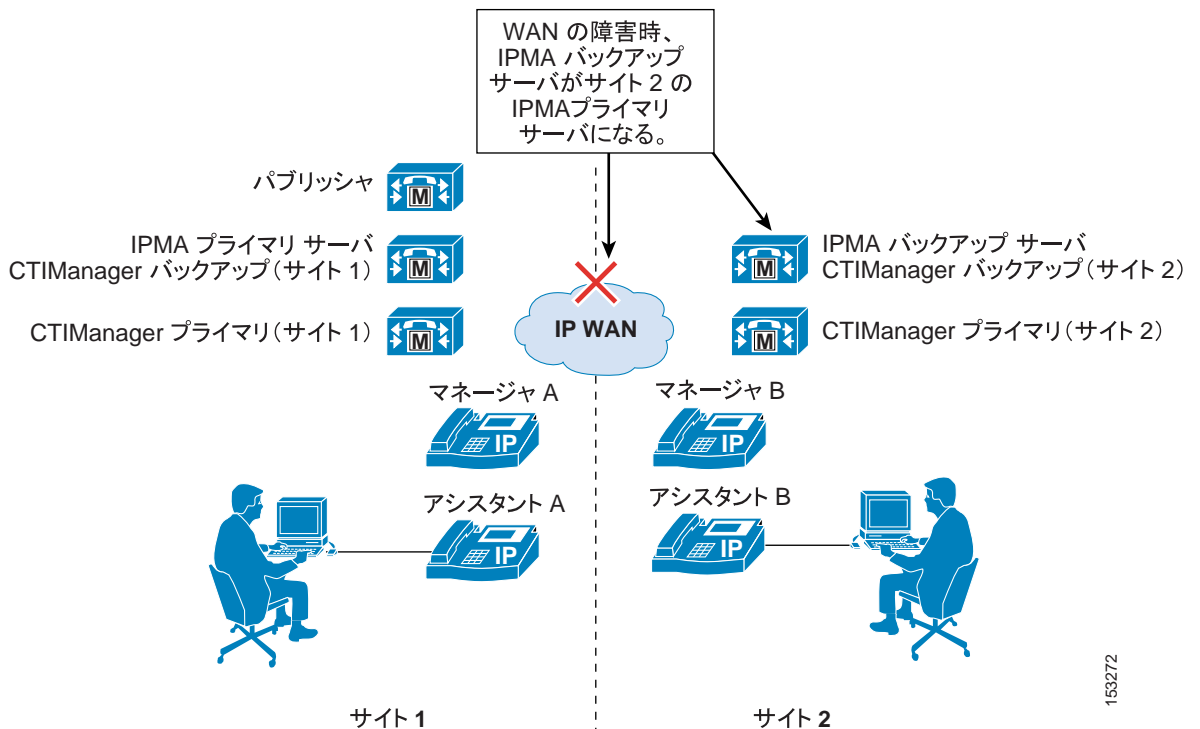 WAN の障害時、
IPMA バックアップ
サーバがサイト 2 の
IPMAプライマリ
サーバになる。
パブリッシャ
M
IPMA プライマリ サーバ
CTIManager バックアップ（サイト 1）
M
IPMA バックアップ サーバ
CTIManager バックアップ（サイト 2）
M
CTIManager プライマリ（サイト 1）
M
IP WAN
CTIManager プライマリ（サイト 2）
M
マネージャ A
IP
マネージャ B
IP
アシスタント A
IP
アシスタント B
IP
153272
サイト 1
サイト 2